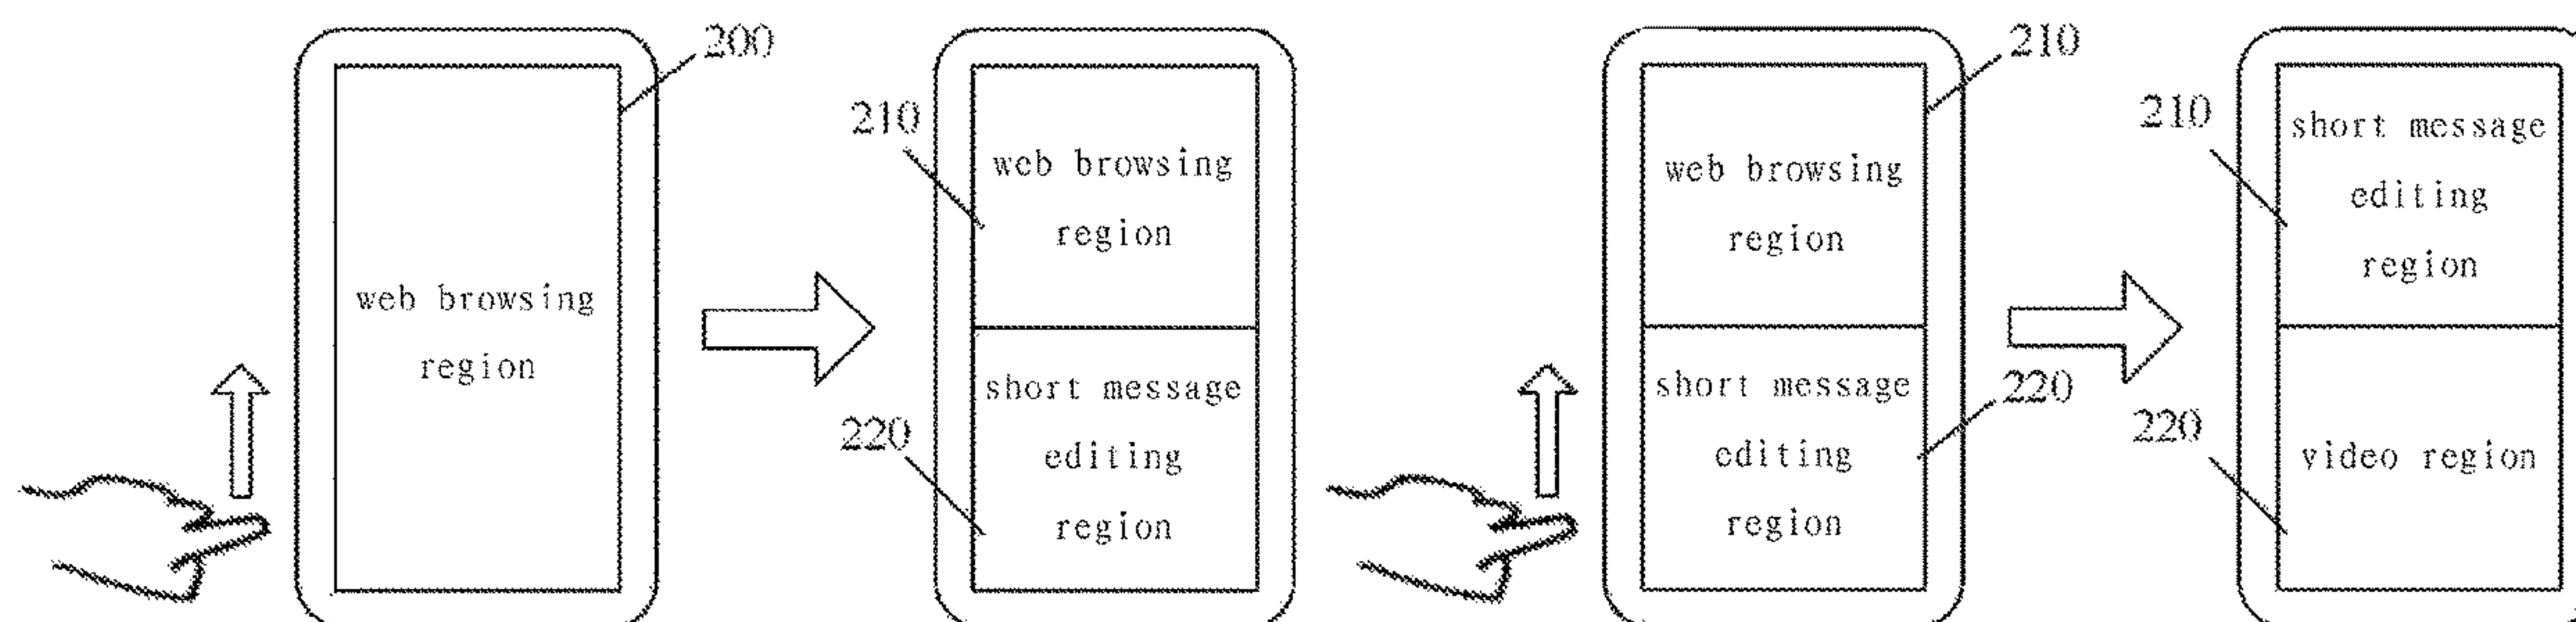 200
web browsing
region
210
web browsing
region
220
short message
editing
region
210
web browsing
region
220
short message
editing
region
210
short message
editing
region
220
video region